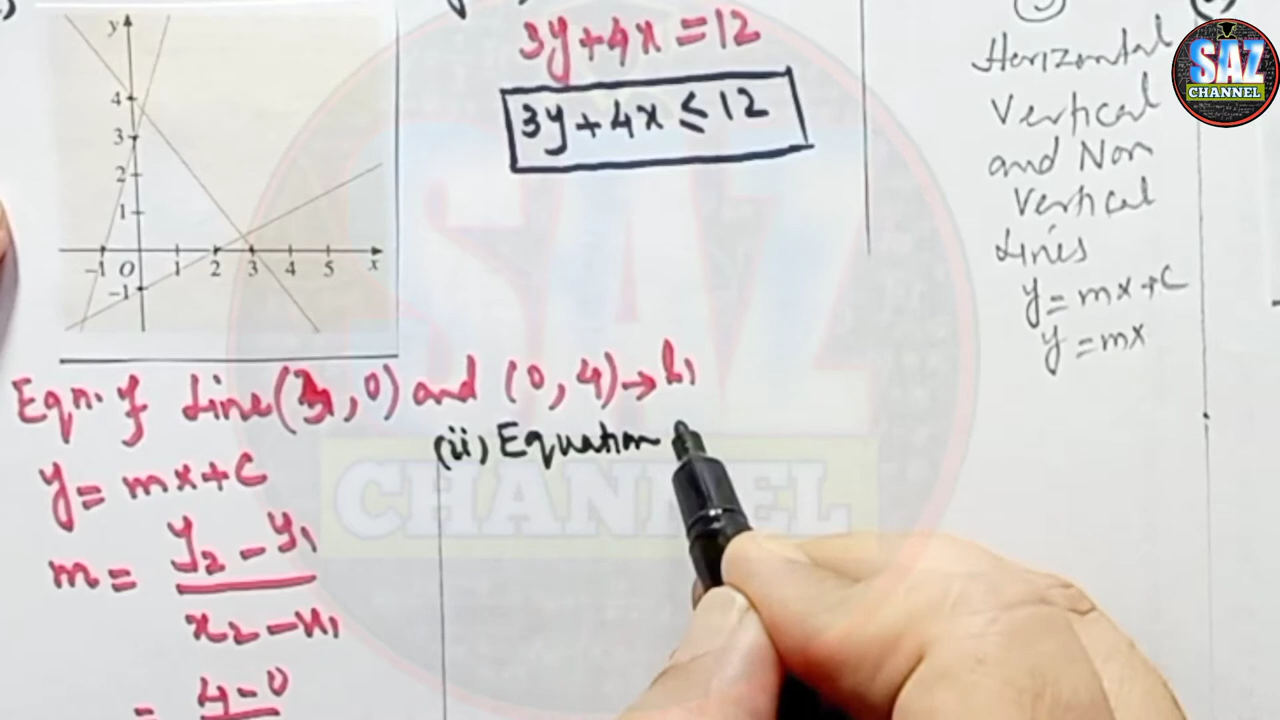 y
4
3
2
1
-1 O 1 2 3 4 5 x
-1
3y+4x=12
3y+4x≤12
Horizontal
Vertical
and Non
Vertical
Lines
y=mx+c
y=mx
SAZ
CHANNEL
Eqn. of Line(3,0) and (0,4)→L1
(ii) Equation
y=mx+c
m= y2-y1
x2-x1
= 4-0
SAZ
CHANNEL